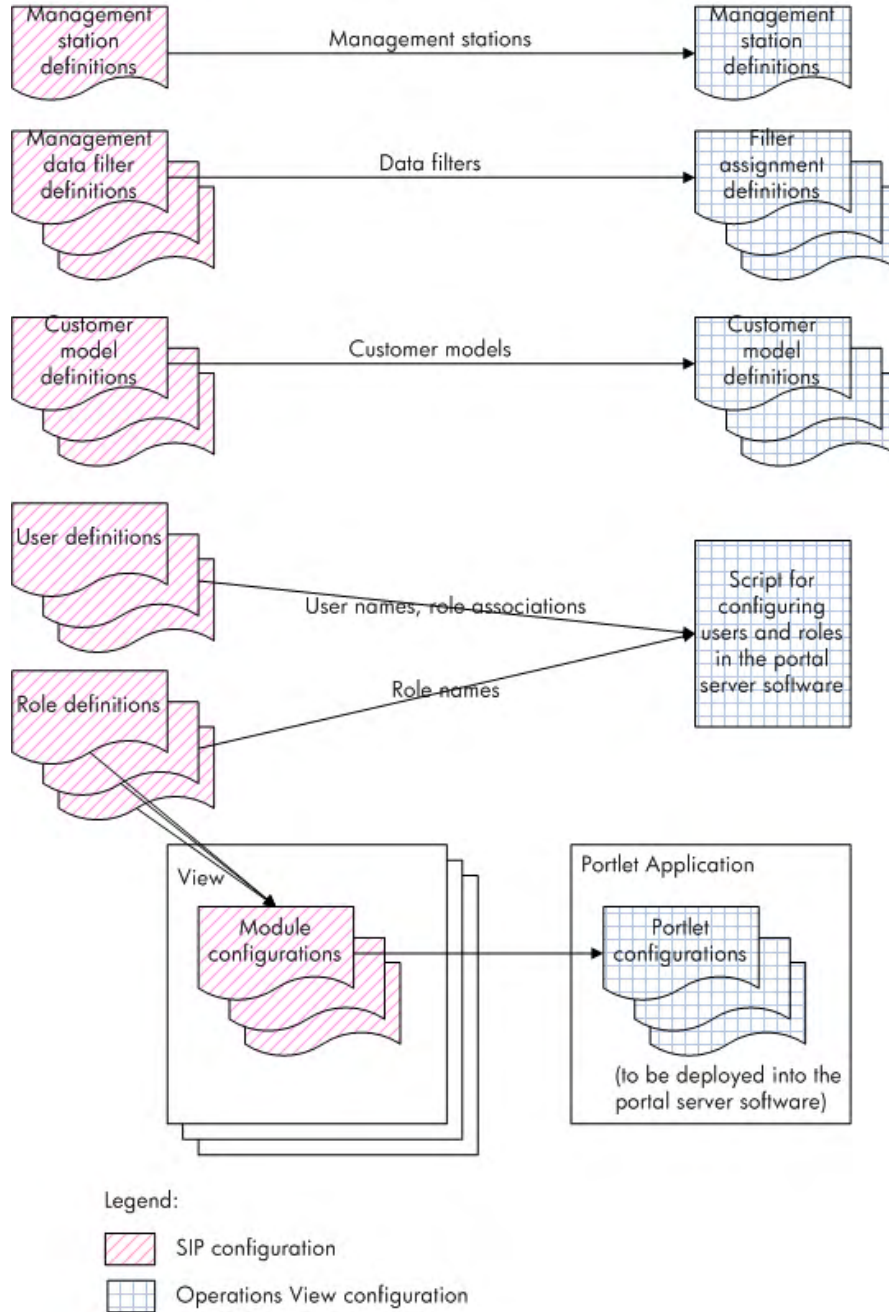 Management
station
definitions
Management stations
Management
station
definitions
Management
data filter
definitions
Data filters
Filter
assignment
definitions
Customer
model
definitions
Customer models
Customer
model
definitions
User definitions
User names, role associations
Script for
configuring
users and roles
in the portal
server software
Role definitions
Role names
View
Module
configurations
Portlet Application
Portlet
configurations
(to be deployed into the
portal server software)
Legend:
SIP configuration
Operations View configuration